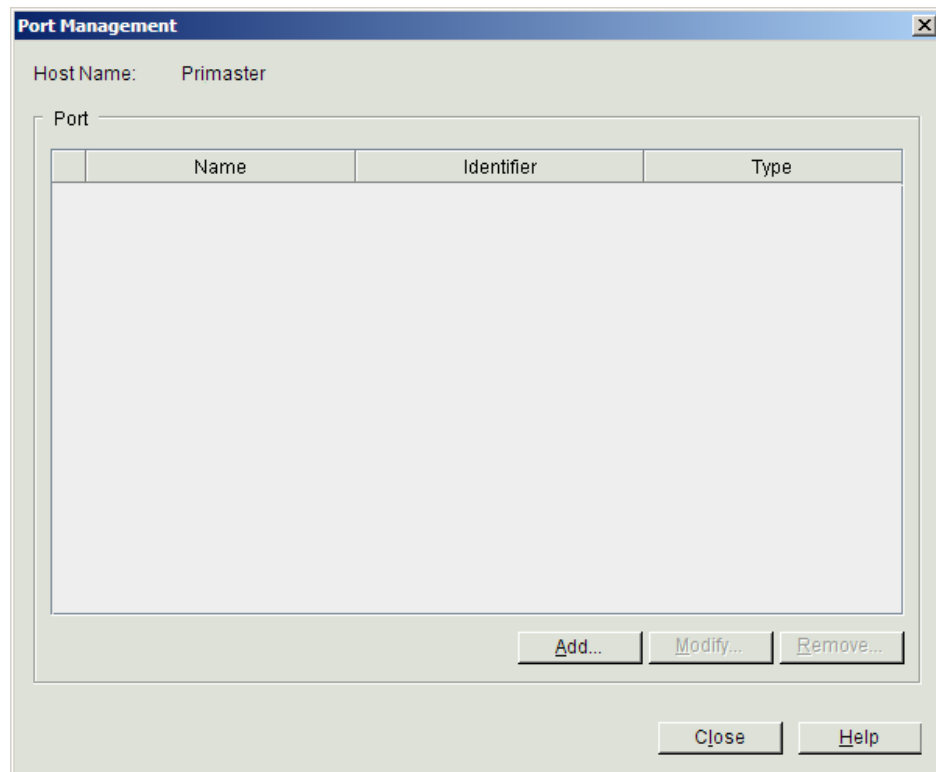 Port Management
Host Name: Primaster
Port
Name Identifier Type
Add... Modify... Remove...
Close Help